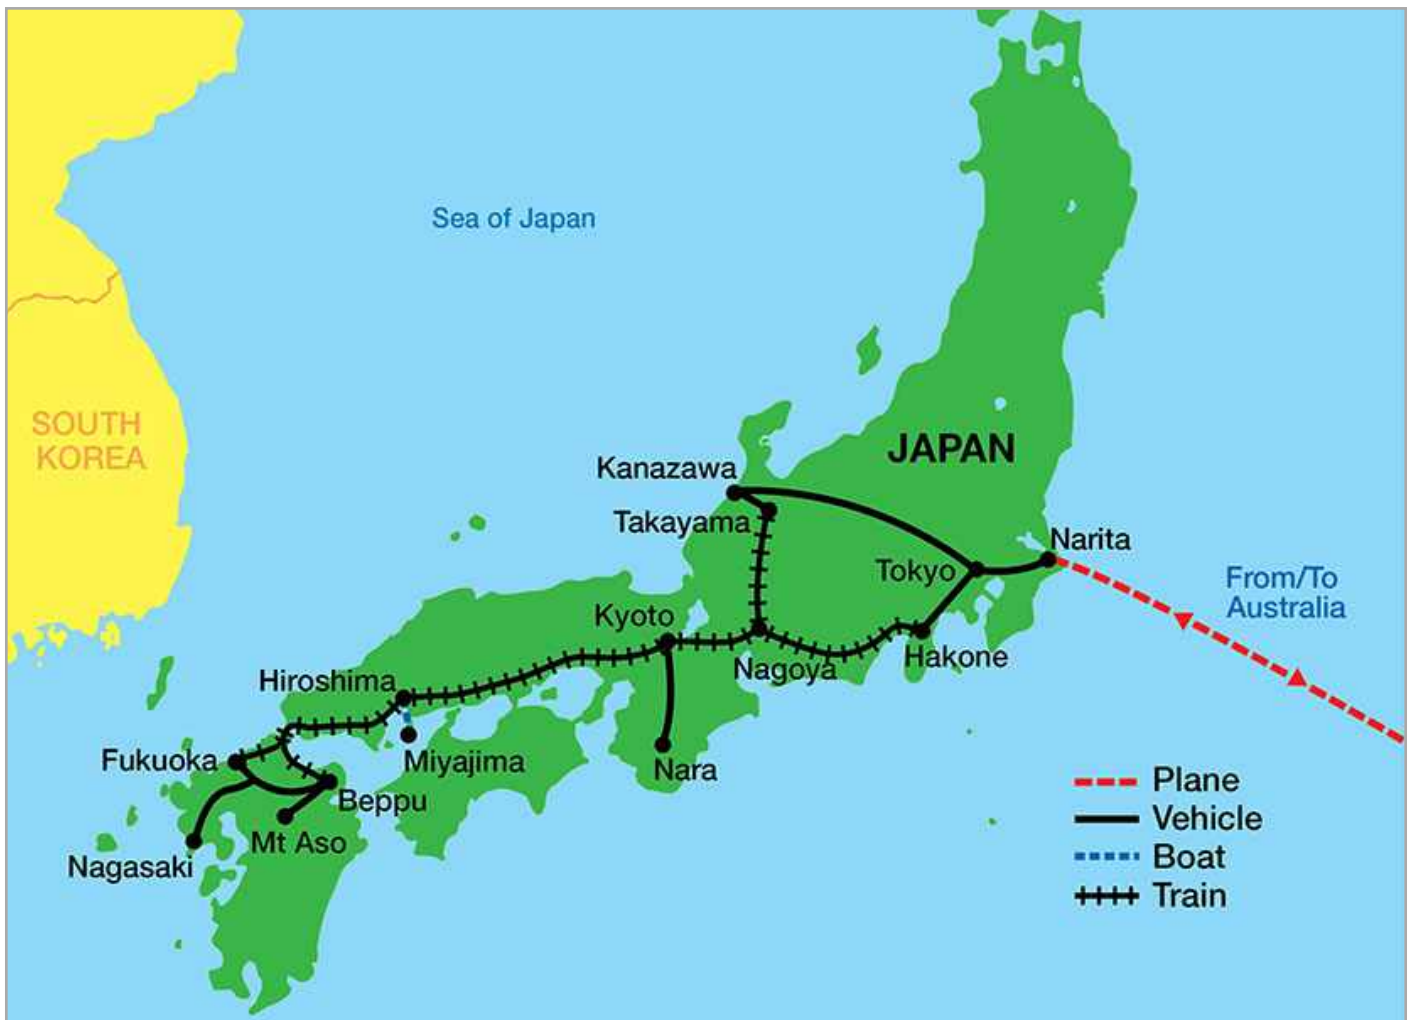 Sea of Japan
SOUTH
KOREA
JAPAN
Kanazawa
Takayama
Narita
Tokyo
From/To
Australia
Kyoto
Hakone
Nagoya
Hiroshima
Fukuoka
Miyajima
Nara
Beppu
Mt Aso
Nagasaki
Plane
Vehicle
Boat
Train